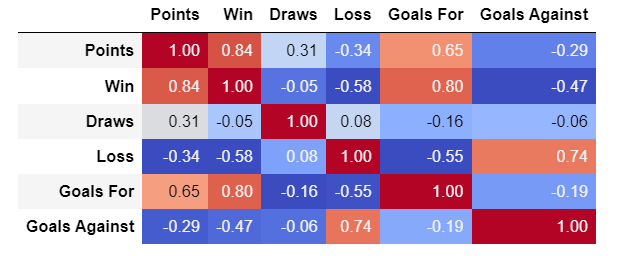 Points Win Draws Loss Goals For Goals Against
Points 1.00 0.84 0.31 -0.34 0.65 -0.29
Win 0.84 1.00 -0.05 -0.58 0.80 -0.47
Draws 0.31 -0.05 1.00 0.08 -0.16 -0.06
Loss -0.34 -0.58 0.08 1.00 -0.55 0.74
Goals For 0.65 0.80 -0.16 -0.55 1.00 -0.19
Goals Against -0.29 -0.47 -0.06 0.74 -0.19 1.00